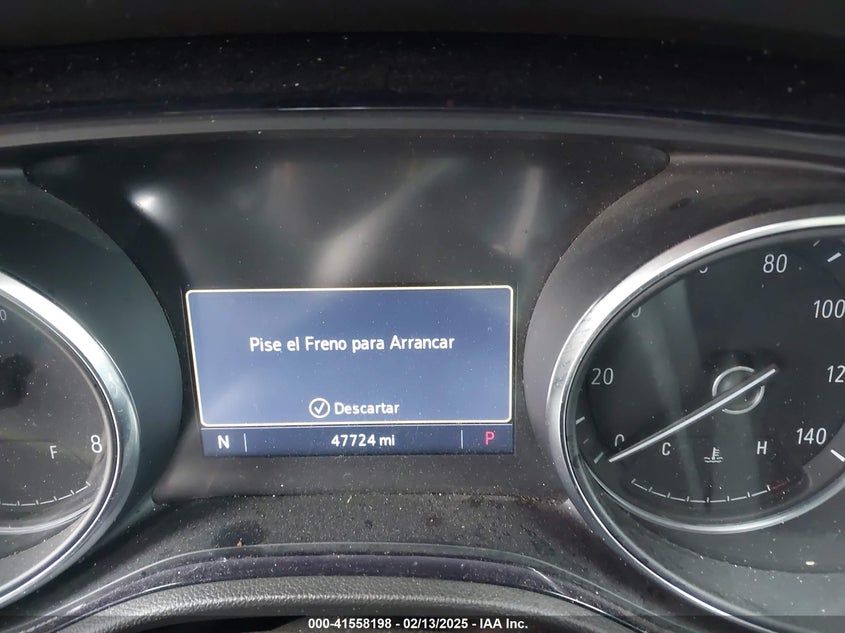 Pise el Freno para Arrancar
Descartar
N 47724 mi P
F 8
0 20 80 100 140
C H
000-41558198 - 02/13/2025 - IAA Inc.